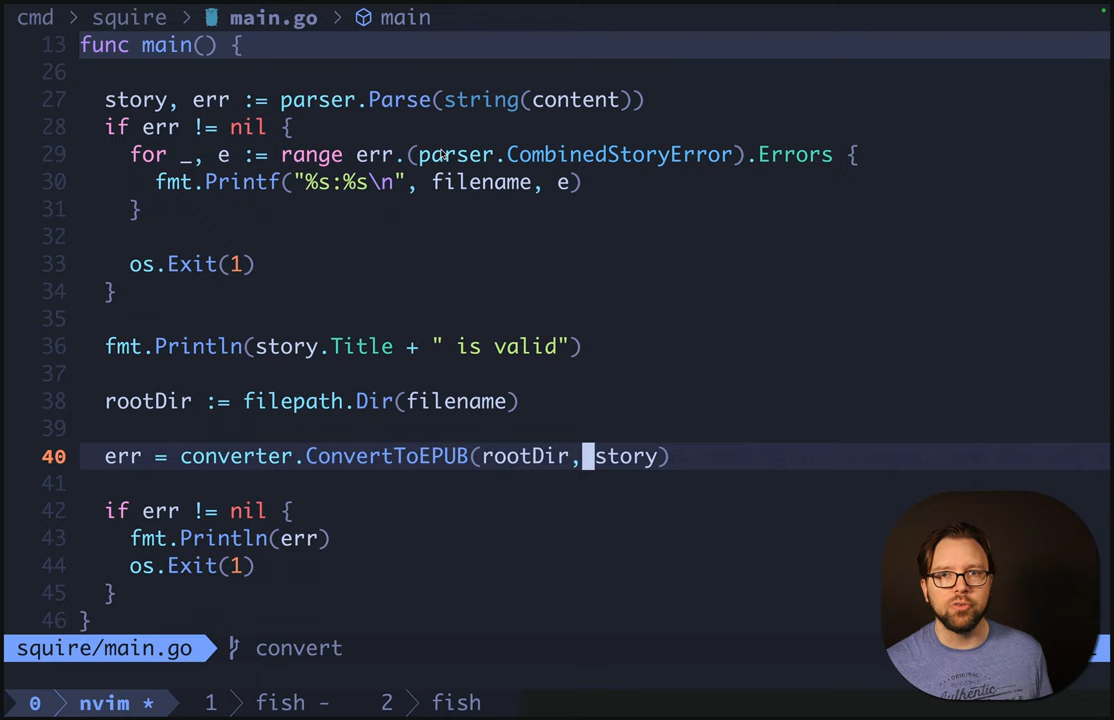 cmd > squire > main.go > main
13 func main() {
26
27 story, err := parser.Parse(string(content))
28 if err != nil {
29 for _, e := range err.(parser.CombinedStoryError).Errors {
30 fmt.Printf("%s:%s\n", filename, e)
31 }
32
33 os.Exit(1)
34 }
35
36 fmt.Println(story.Title + " is valid")
37
38 rootDir := filepath.Dir(filename)
39
40 err = converter.ConvertToEPUB(rootDir, story)
41
42 if err != nil {
43 fmt.Println(err)
44 os.Exit(1)
45 }
46 }
squire/main.go convert
0 nvim * 1 fish - 2 fish